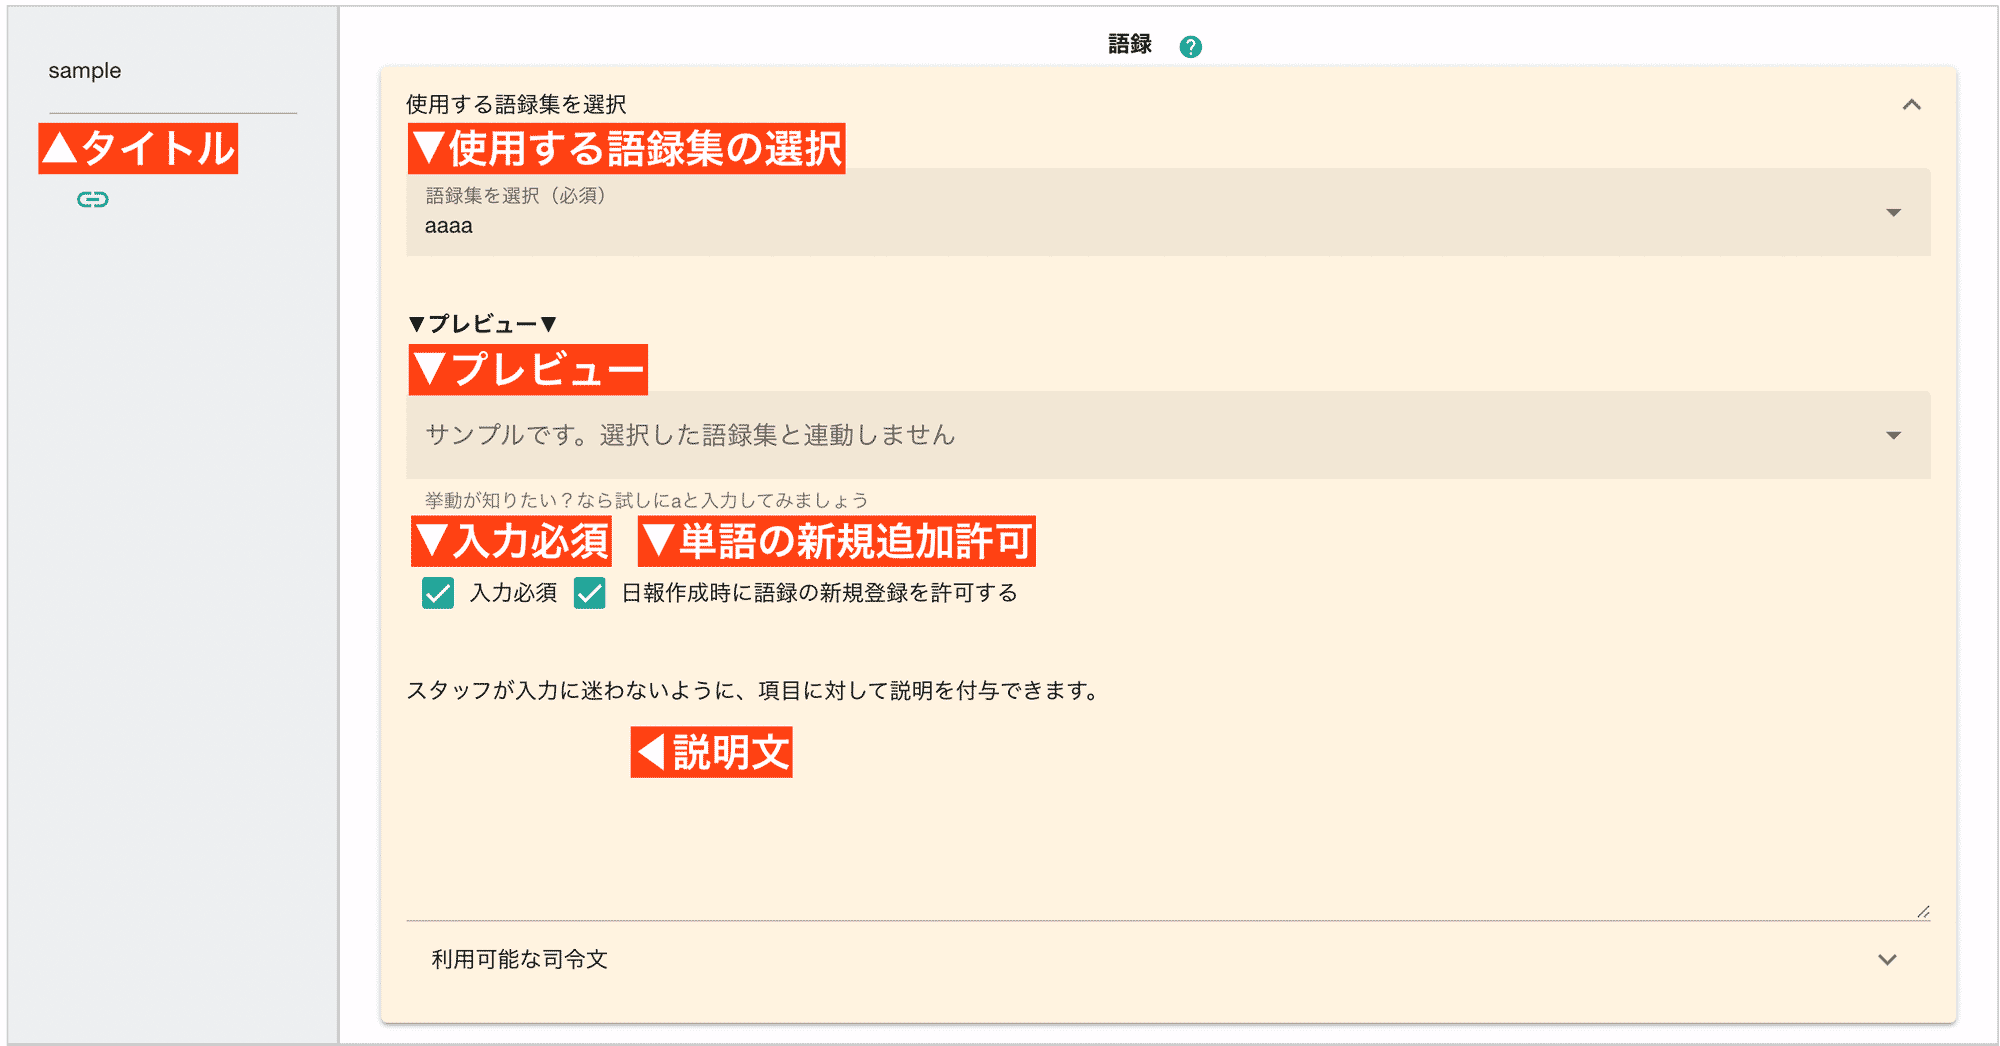 sample
▲タイトル
語録 ?
使用する語録集を選択
▼使用する語録集の選択
語録集を選択（必須）
aaaa
▼プレビュー▼
▼プレビュー
サンプルです。選択した語録集と連動しません
挙動が知りたい？なら試しにaと入力してみましょう
▼入力必須 ▼単語の新規追加許可
入力必須 日報作成時に語録の新規登録を許可する
スタッフが入力に迷わないように、項目に対して説明を付与できます。
◀説明文
利用可能な司令文